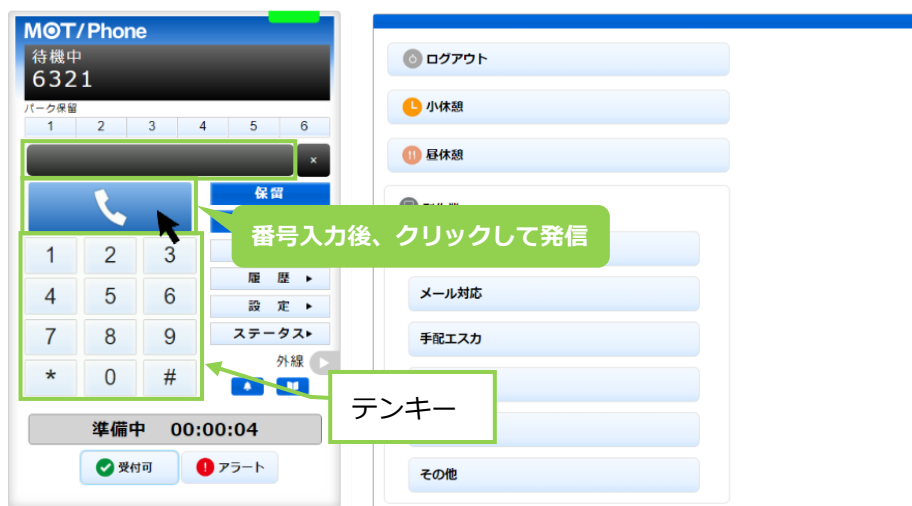 MOT/Phone
待機中
6321
パーク保留
1 2 3 4 5 6
×
保留
番号入力後、クリックして発信
1 2 3
4 5 6
7 8 9
* 0 #
履 歴
設 定
ステータス
外線
テンキー
準備中 00:00:04
受付可
アラート
ログアウト
小休憩
昼休憩
メール対応
手配エスカ
その他